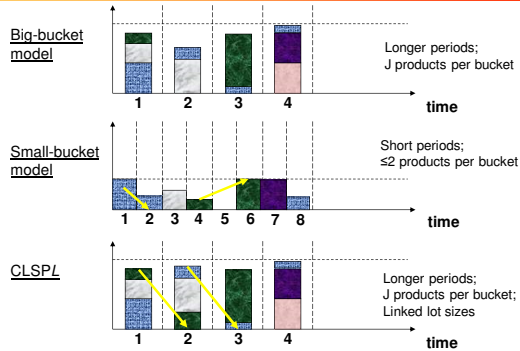 Big-bucket
model
Longer periods;
J products per bucket
1 2 3 4
time
Small-bucket
model
Short periods;
≤2 products per bucket
1 2 3 4 5 6 7 8
time
CLSPL
Longer periods;
J products per bucket;
Linked lot sizes
1 2 3 4
time